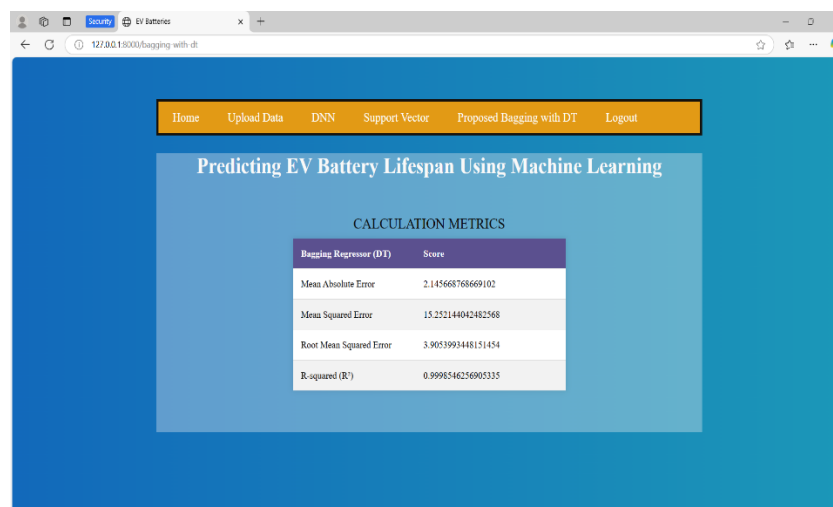 Security EV Batteries
127.0.0.1:8000/bagging-with-dt
Home Upload Data DNN Support Vector Proposed Bagging with DT Logout
Predicting EV Battery Lifespan Using Machine Learning
CALCULATION METRICS
Bagging Regressor (DT) Score
Mean Absolute Error 2.145668768669102
Mean Squared Error 15.252144042482568
Root Mean Squared Error 3.9053993448151454
R-squared (R²) 0.9998546256905335